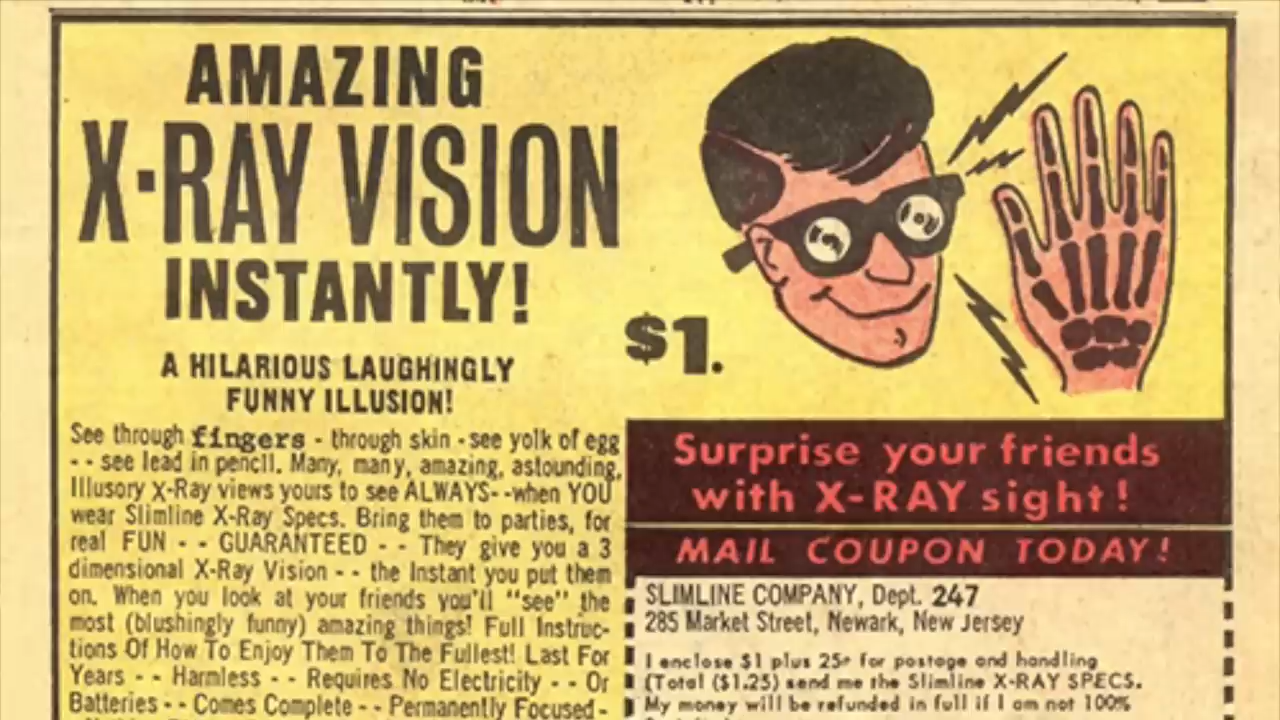 AMAZING
X-RAY VISION
INSTANTLY!
A HILARIOUS LAUGHINGLY
FUNNY ILLUSION!
See through fingers - through skin - see yolk of egg
- - see lead in pencil. Many, many, amazing, astounding,
Illusory X-Ray views yours to see ALWAYS- -when YOU
wear Slimline X-Ray Specs. Bring them to parties, for
real FUN - - GUARANTEED - - They give you a 3
dimensional X-Ray Vision - - the Instant you put them
on. When you look at your friends you'll "see" the
most (blushingly funny) amazing things! Full Instruc-
tions Of How To Enjoy Them To The Fullest! Last For
Years - - Harmless - - Requires No Electricity - - Or
Batteries - - Comes Complete - - Permanently Focused -
$1.
Surprise your friends
with X-RAY sight!
MAIL COUPON TODAY!
SLIMLINE COMPANY, Dept. 247
285 Market Street, Newark, New Jersey
I enclose $1 plus 25¢ for postage and handling
(Total ($1.25) send me the Slimline X-RAY SPECS.
My money will be refunded in full if I am not 100%